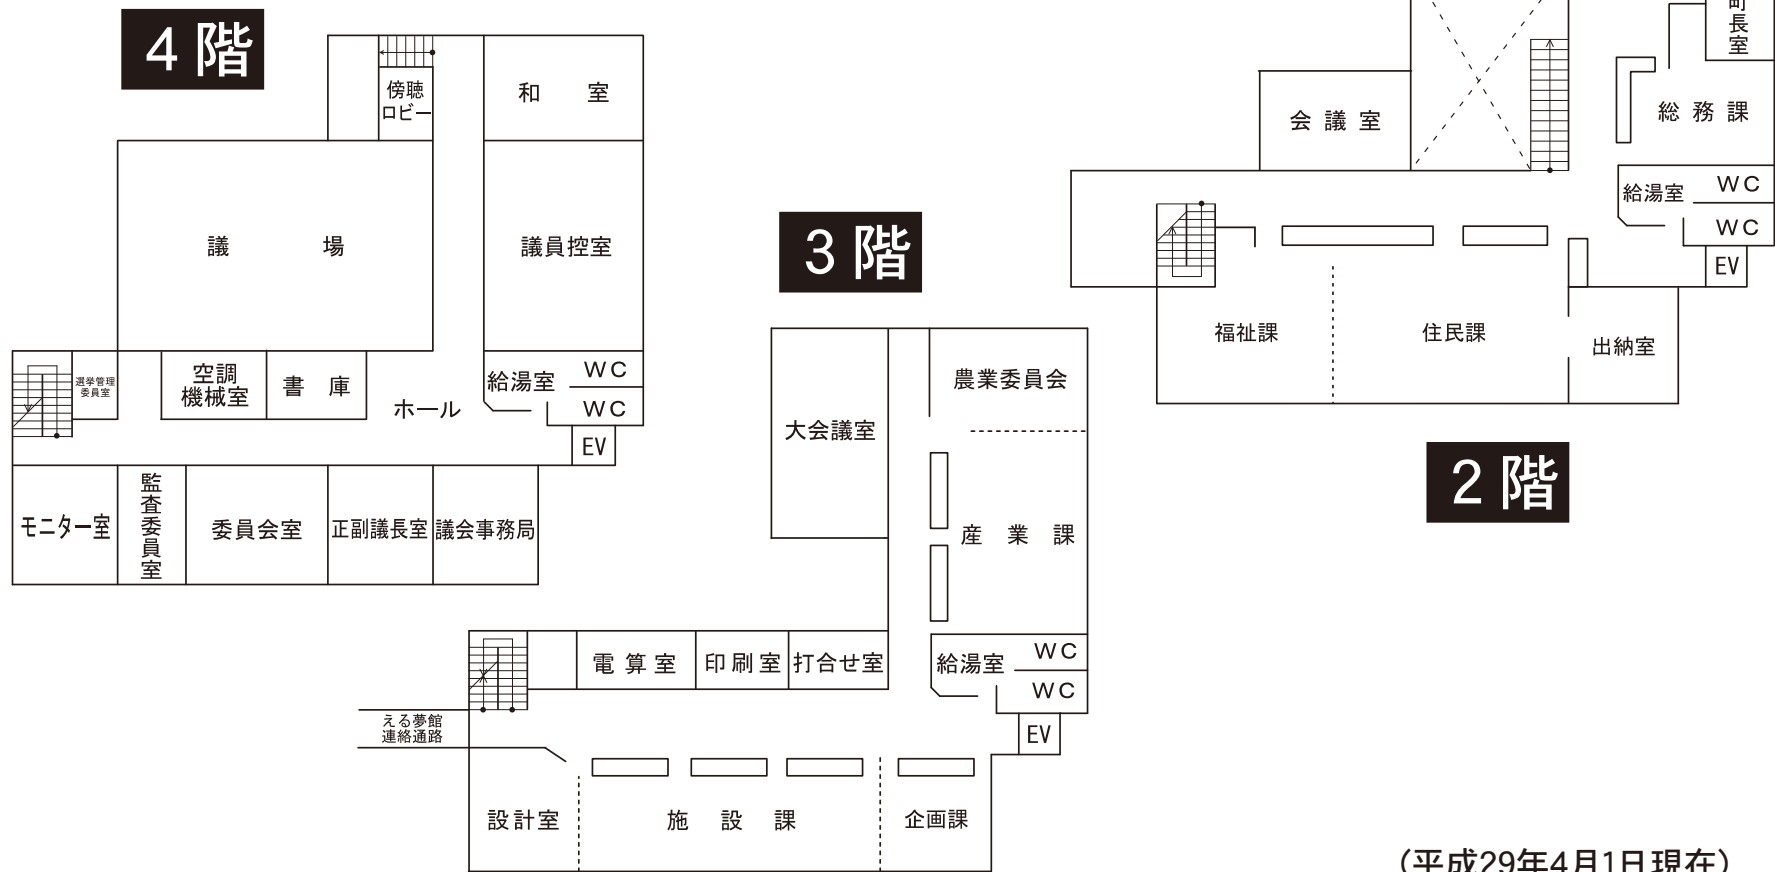 4階
傍聴
ロビー
和室
議場
議員控室
選挙管理
委員室
空調
機械室
書庫
ホール
給湯室
WC
WC
EV
モニター室
監査委員室
委員会室
正副議長室
議会事務局
3階
農業委員会
大会議室
産業課
電算室
印刷室
打合せ室
給湯室
WC
WC
EV
える夢館
連絡通路
設計室
施設課
企画課
町長室
総務課
会議室
給湯室
WC
WC
EV
福祉課
住民課
出納室
2階
(平成29年4月1日現在)